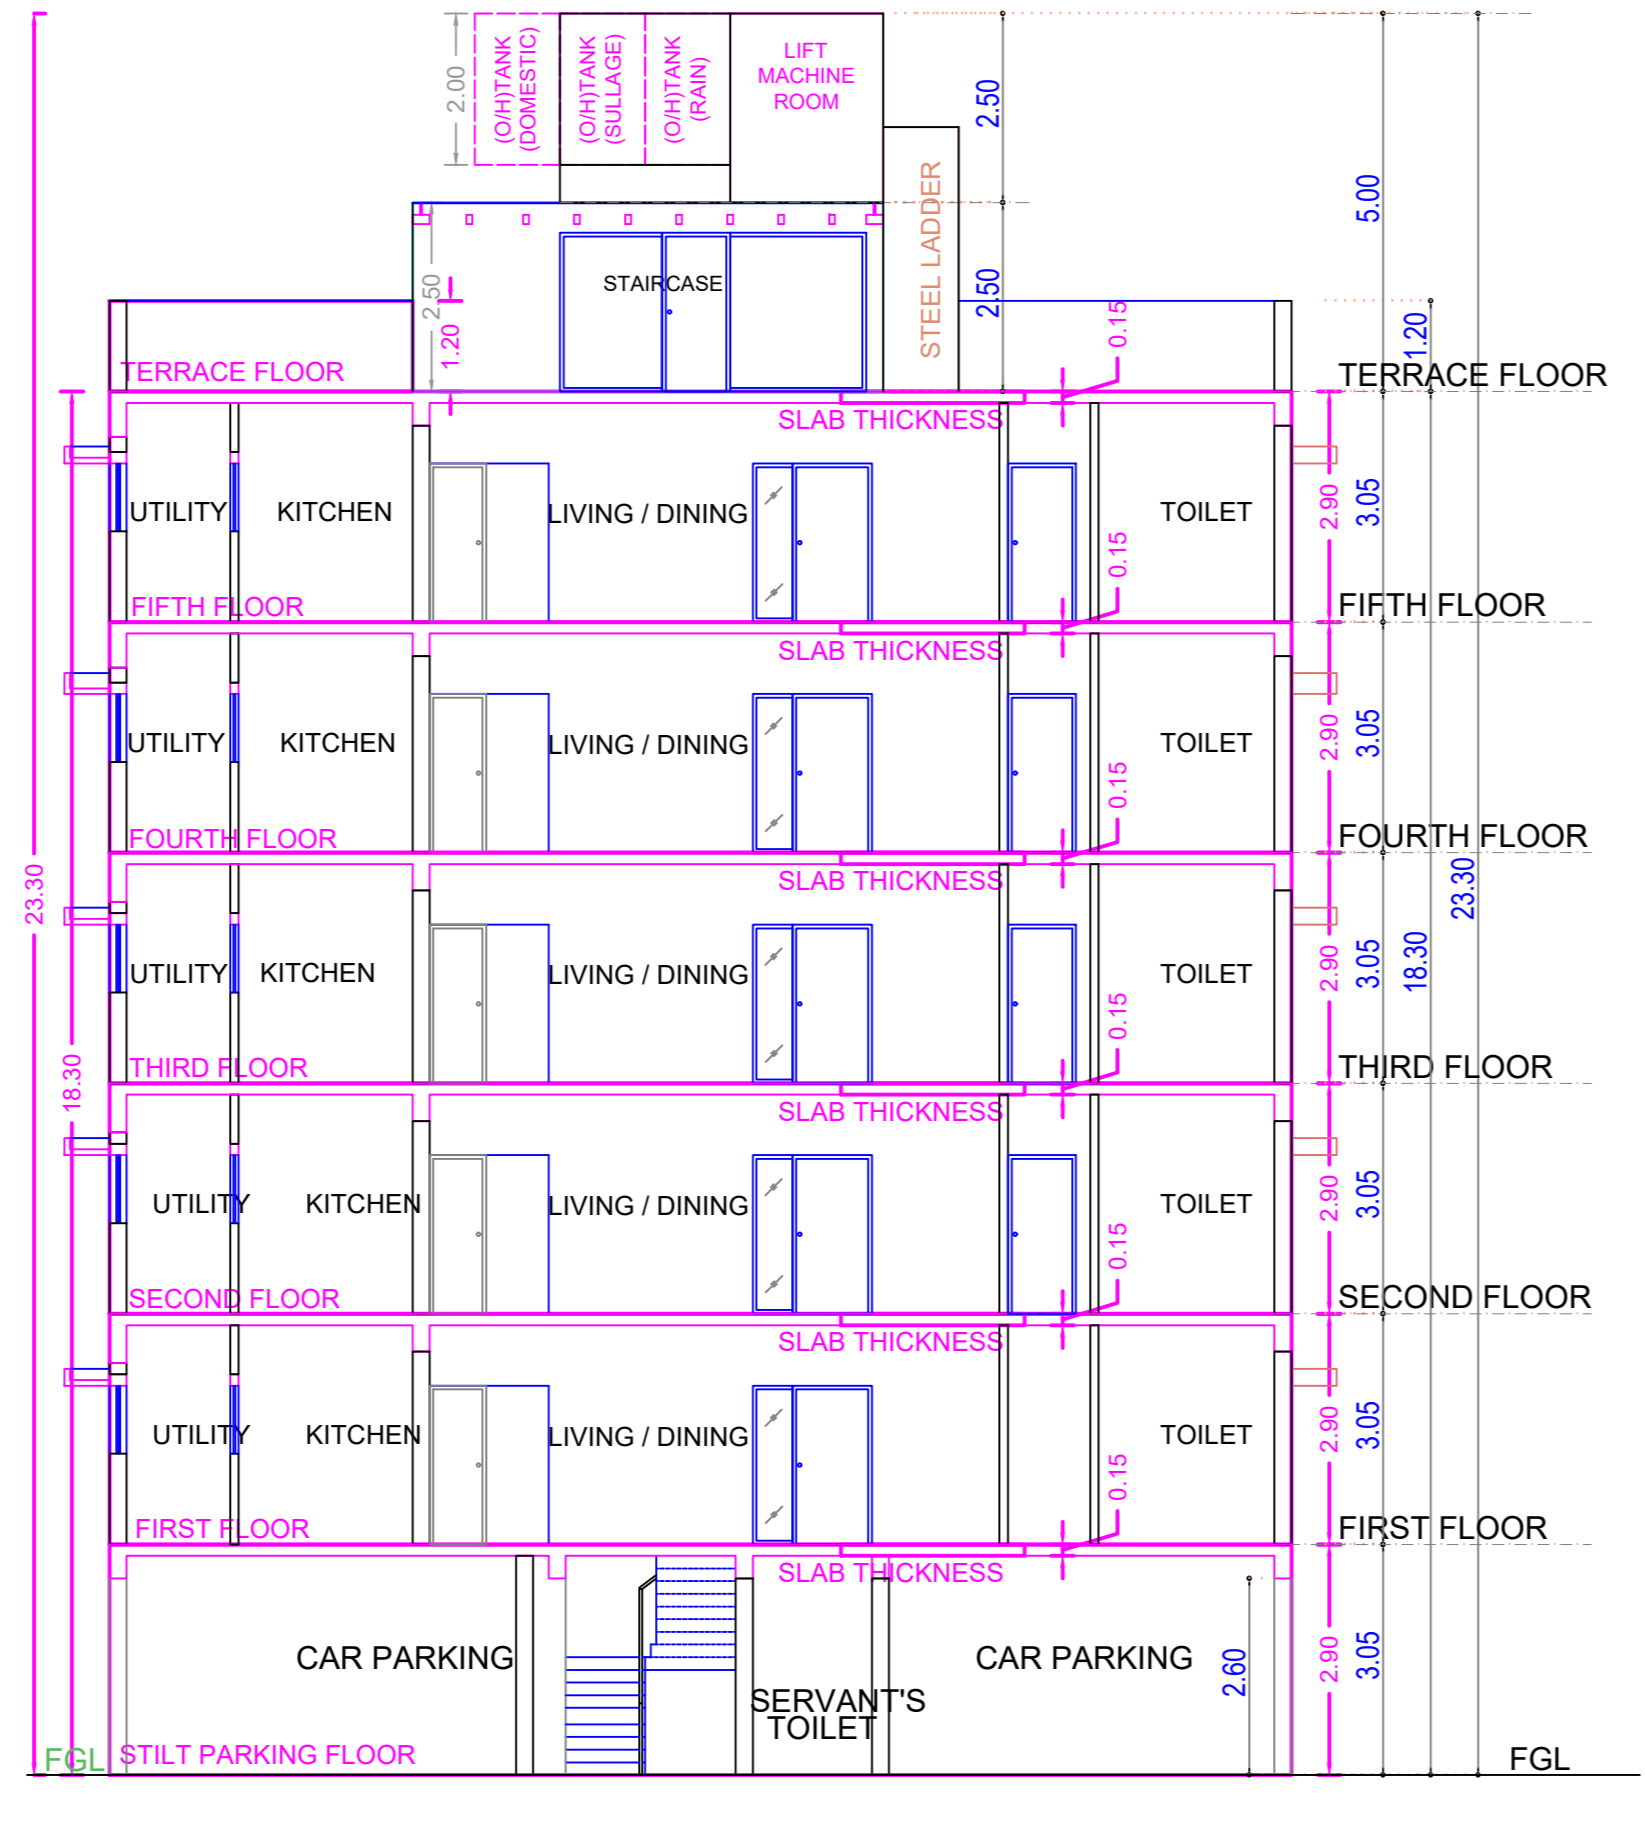 2.00
(O/H)TANK
(DOMESTIC)
(O/H)TANK
(SULLAGE)
(O/H)TANK
(RAIN)
LIFT
MACHINE
ROOM
2.50
5.00
STEEL LADDER
STAIRCASE
2.50
1.20
2.50
0.15
1.20
TERRACE FLOOR
TERRACE FLOOR
SLAB THICKNESS
UTILITY
KITCHEN
LIVING / DINING
TOILET
2.90
3.05
0.15
FIFTH FLOOR
FIFTH FLOOR
SLAB THICKNESS
UTILITY
KITCHEN
LIVING / DINING
TOILET
2.90
3.05
0.15
FOURTH FLOOR
FOURTH FLOOR
SLAB THICKNESS
23.30
23.30
UTILITY
KITCHEN
LIVING / DINING
TOILET
2.90
3.05
18.30
0.15
THIRD FLOOR
THIRD FLOOR
18.30
SLAB THICKNESS
UTILITY
KITCHEN
LIVING / DINING
TOILET
2.90
3.05
0.15
SECOND FLOOR
SECOND FLOOR
SLAB THICKNESS
UTILITY
KITCHEN
LIVING / DINING
TOILET
2.90
3.05
0.15
FIRST FLOOR
FIRST FLOOR
SLAB THICKNESS
CAR PARKING
CAR PARKING
2.60
2.90
3.05
SERVANT'S
TOILET
FGL
STILT PARKING FLOOR
FGL